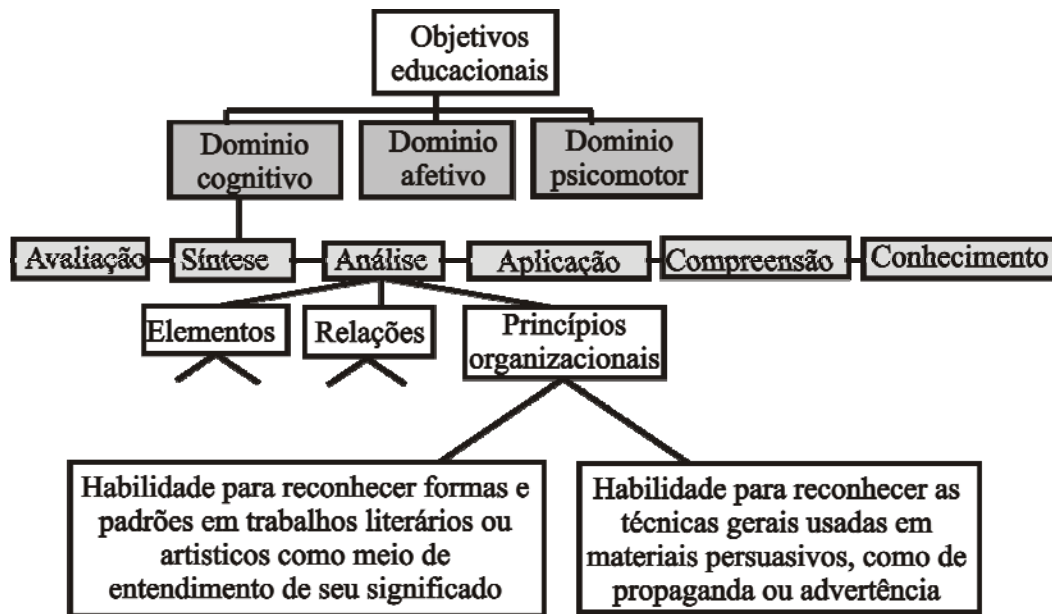 Objetivos
educacionais
Dominio
cognitivo
Dominio
afetivo
Dominio
psicomotor
Avaliação
Síntese
Análise
Aplicação
Compreensão
Conhecimento
Elementos
Relações
Princípios
organizacionais
Habilidade para reconhecer formas e
padrões em trabalhos literários ou
artisticos como meio de
entendimento de seu significado
Habilidade para reconhecer as
técnicas gerais usadas em
materiais persuasivos, como de
propaganda ou advertência